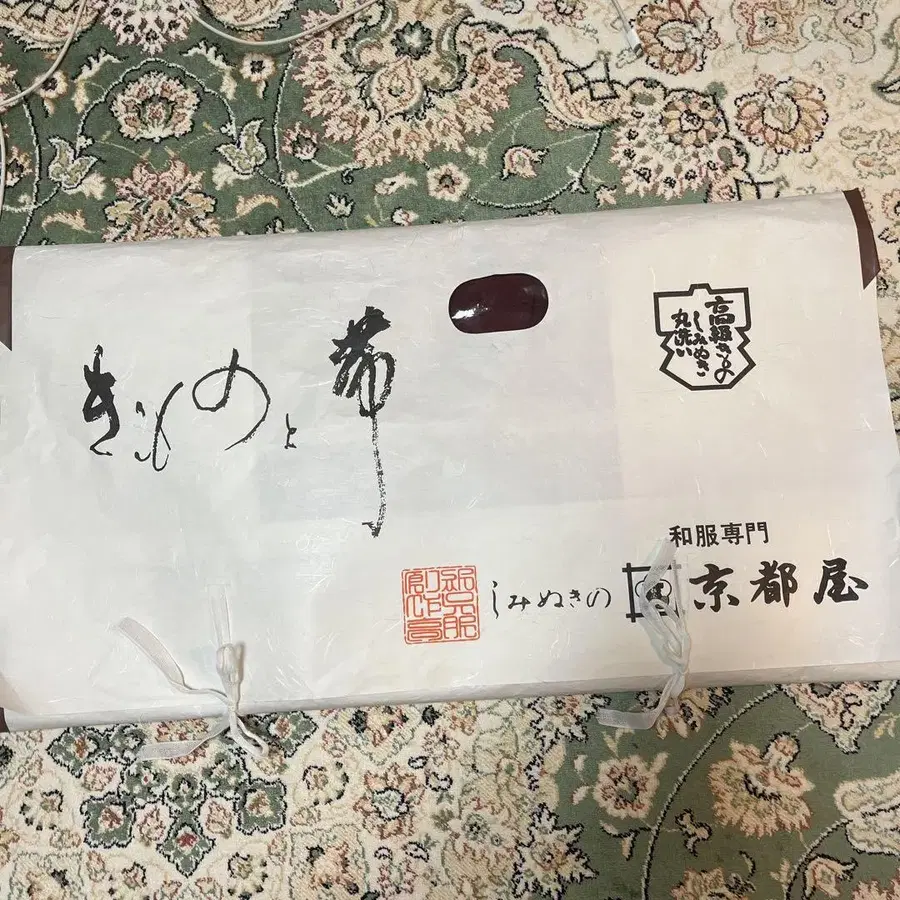 きものと帯
高級きもの
しみぬき
丸洗い
和服専門
しみぬきの
京都屋